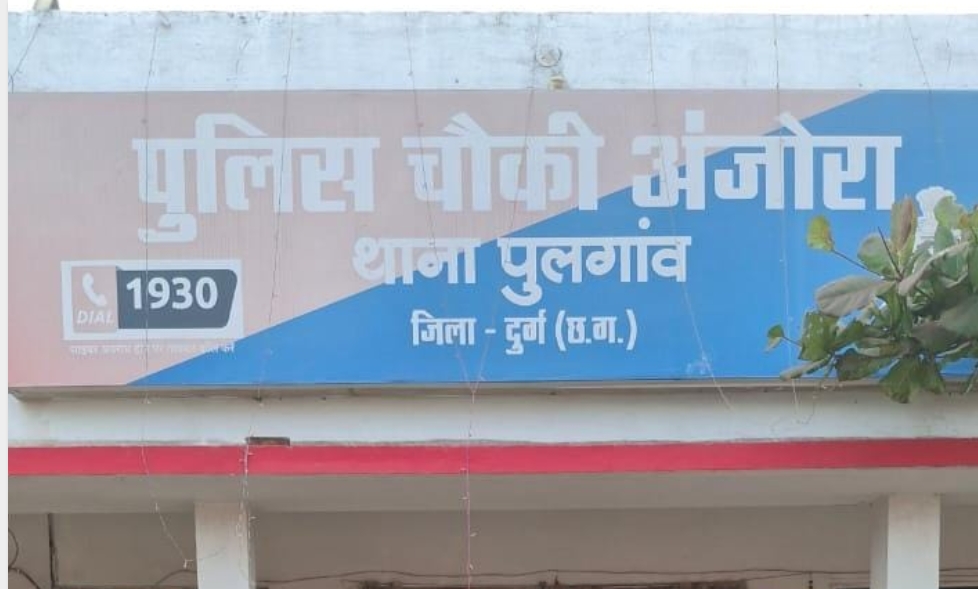 पुलिस चौकी अंजोरा
थाना पुलगांव
जिला - दुर्ग (छ.ग.)
1930
DIAL